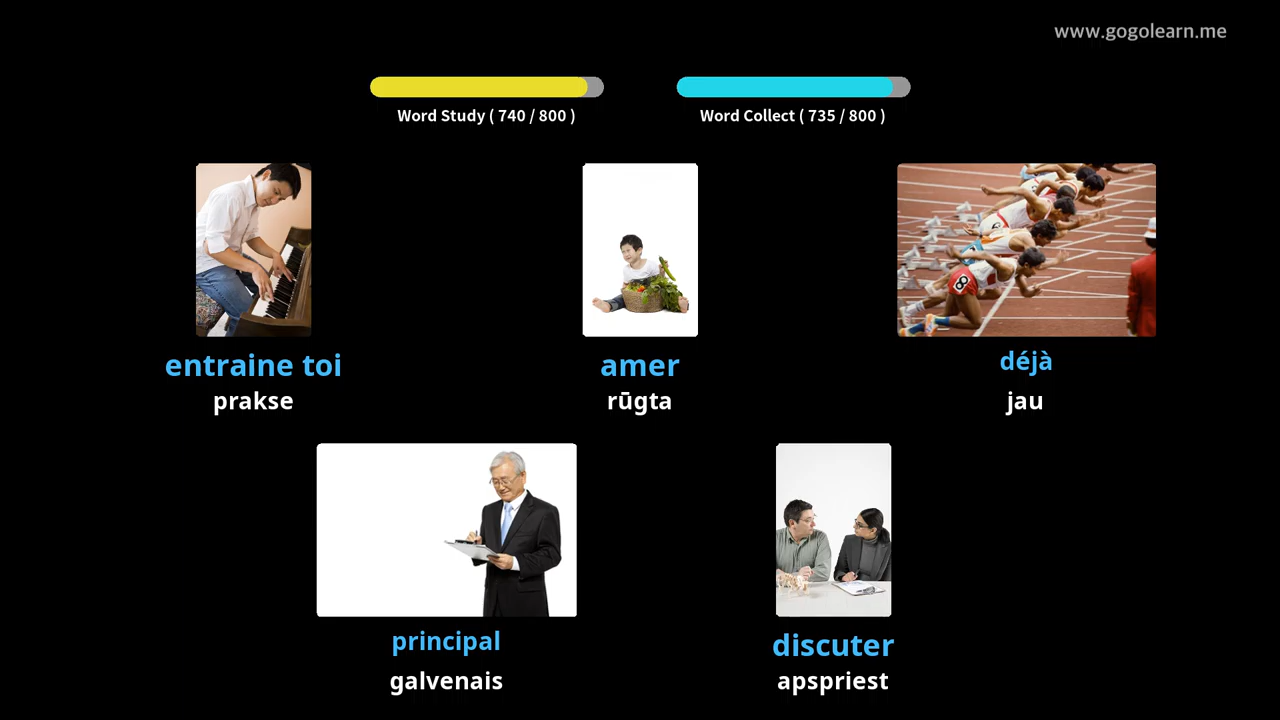 www.gogolearn.me
Word Study ( 740 / 800 )
Word Collect ( 735 / 800 )
entraine toi
prakse
amer
rūgta
déjà
jau
8
principal
galvenais
discuter
apspriest